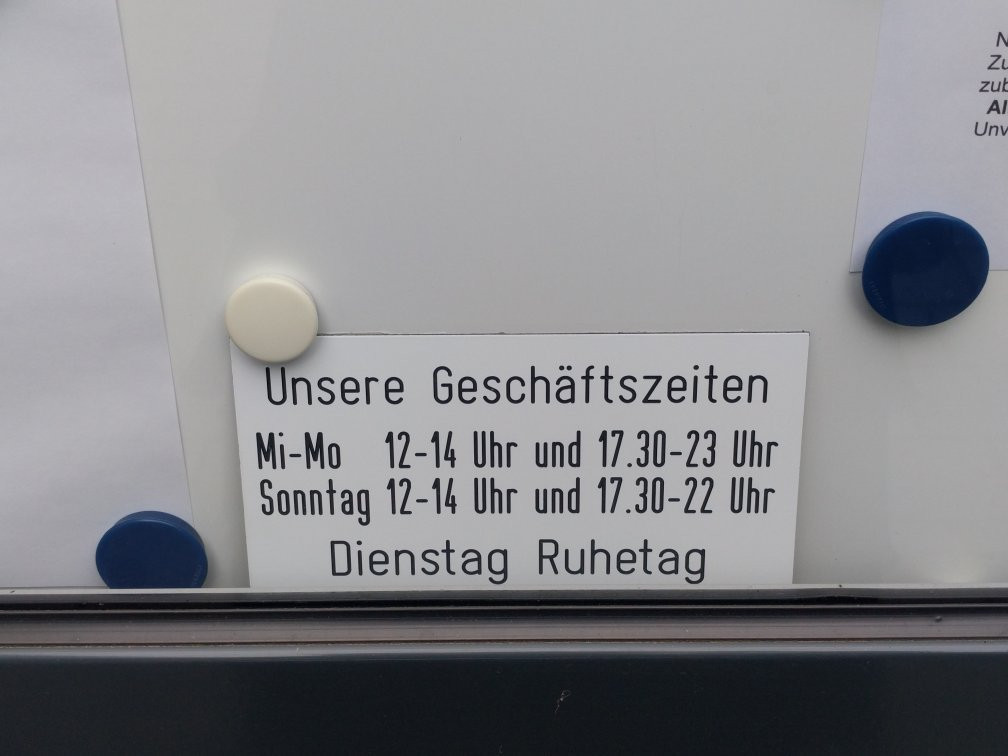 Unsere Geschäftszeiten
Mi-Mo 12-14 Uhr und 17.30-23 Uhr
Sonntag 12-14 Uhr und 17.30-22 Uhr
Dienstag Ruhetag